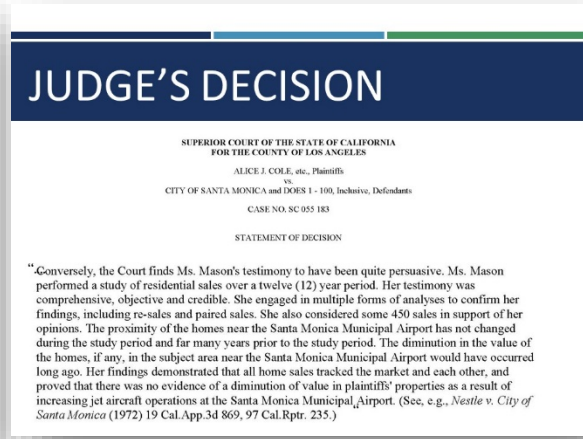 JUDGE'S DECISION
SUPERIOR COURT OF THE STATE OF CALIFORNIA
FOR THE COUNTY OF LOS ANGELES
ALICE J. COLE, etc., Plaintiffs
vs.
CITY OF SANTA MONICA and DOES 1 - 100, Inclusive, Defendants
CASE NO. SC 055 183
STATEMENT OF DECISION
“Conversely, the Court finds Ms. Mason's testimony to have been quite persuasive. Ms. Mason
performed a study of residential sales over a twelve (12) year period. Her testimony was
comprehensive, objective and credible. She engaged in multiple forms of analyses to confirm her
findings, including re-sales and paired sales. She also considered some 450 sales in support of her
opinions. The proximity of the homes near the Santa Monica Municipal Airport has not changed
during the study period and far many years prior to the study period. The diminution in the value of
the homes, if any, in the subject area near the Santa Monica Municipal Airport would have occurred
long ago. Her findings demonstrated that all home sales tracked the market and each other, and
proved that there was no evidence of a diminution of value in plaintiffs' properties as a result of
increasing jet aircraft operations at the Santa Monica Municipal Airport.” (See, e.g., Nestle v. City of
Santa Monica (1972) 19 Cal.App.3d 869, 97 Cal.Rptr. 235.)